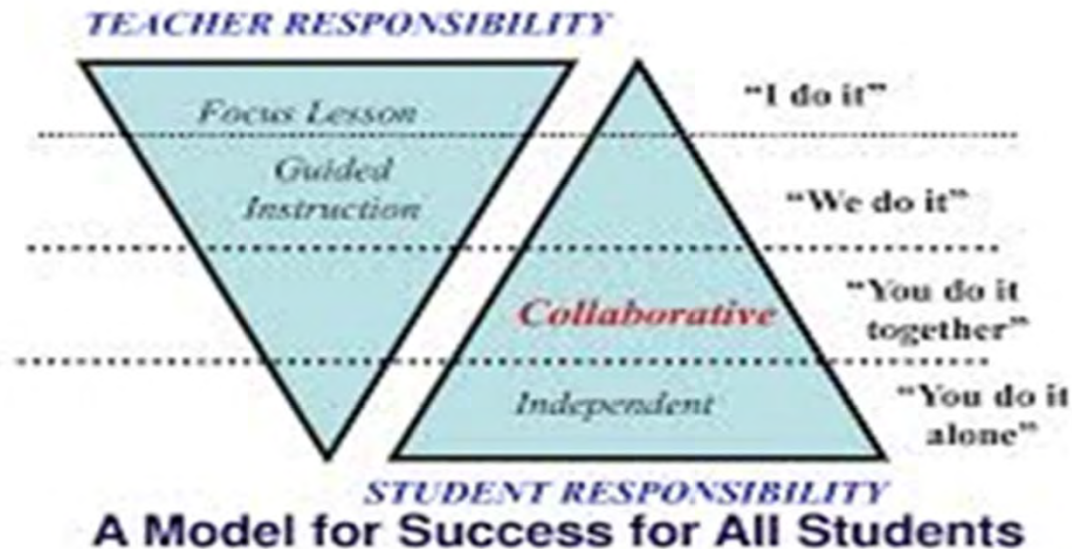 TEACHER RESPONSIBILITY
Focus Lesson
"I do it"
Guided
Instruction
"We do it"
Collaborative
"You do it
together"
Independent
"You do it
alone"
STUDENT RESPONSIBILITY
A Model for Success for All Students